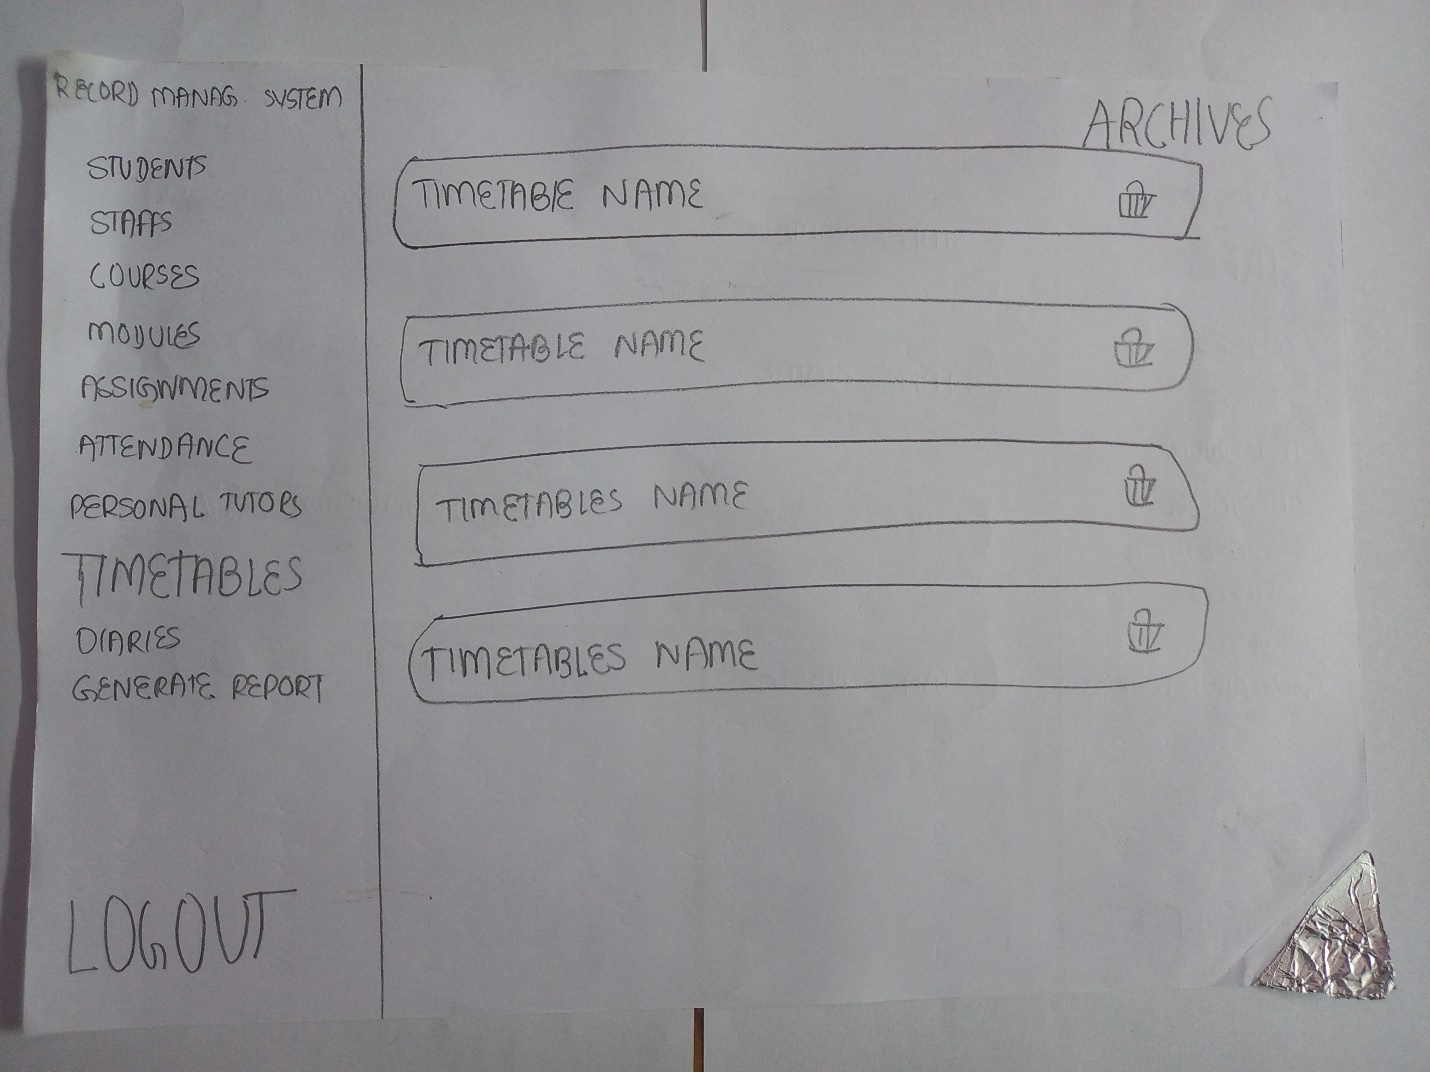 RECORD MANAG. SYSTEM
STUDENTS
STAFFS
COURSES
MODULES
ASSIGNMENTS
ATTENDANCE
PERSONAL TUTORS
TIMETABLES
DIARIES
GENERATE REPORT
LOGOUT
ARCHIVES
TIMETABLE NAME
TIMETABLE NAME
TIMETABLES NAME
TIMETABLES NAME